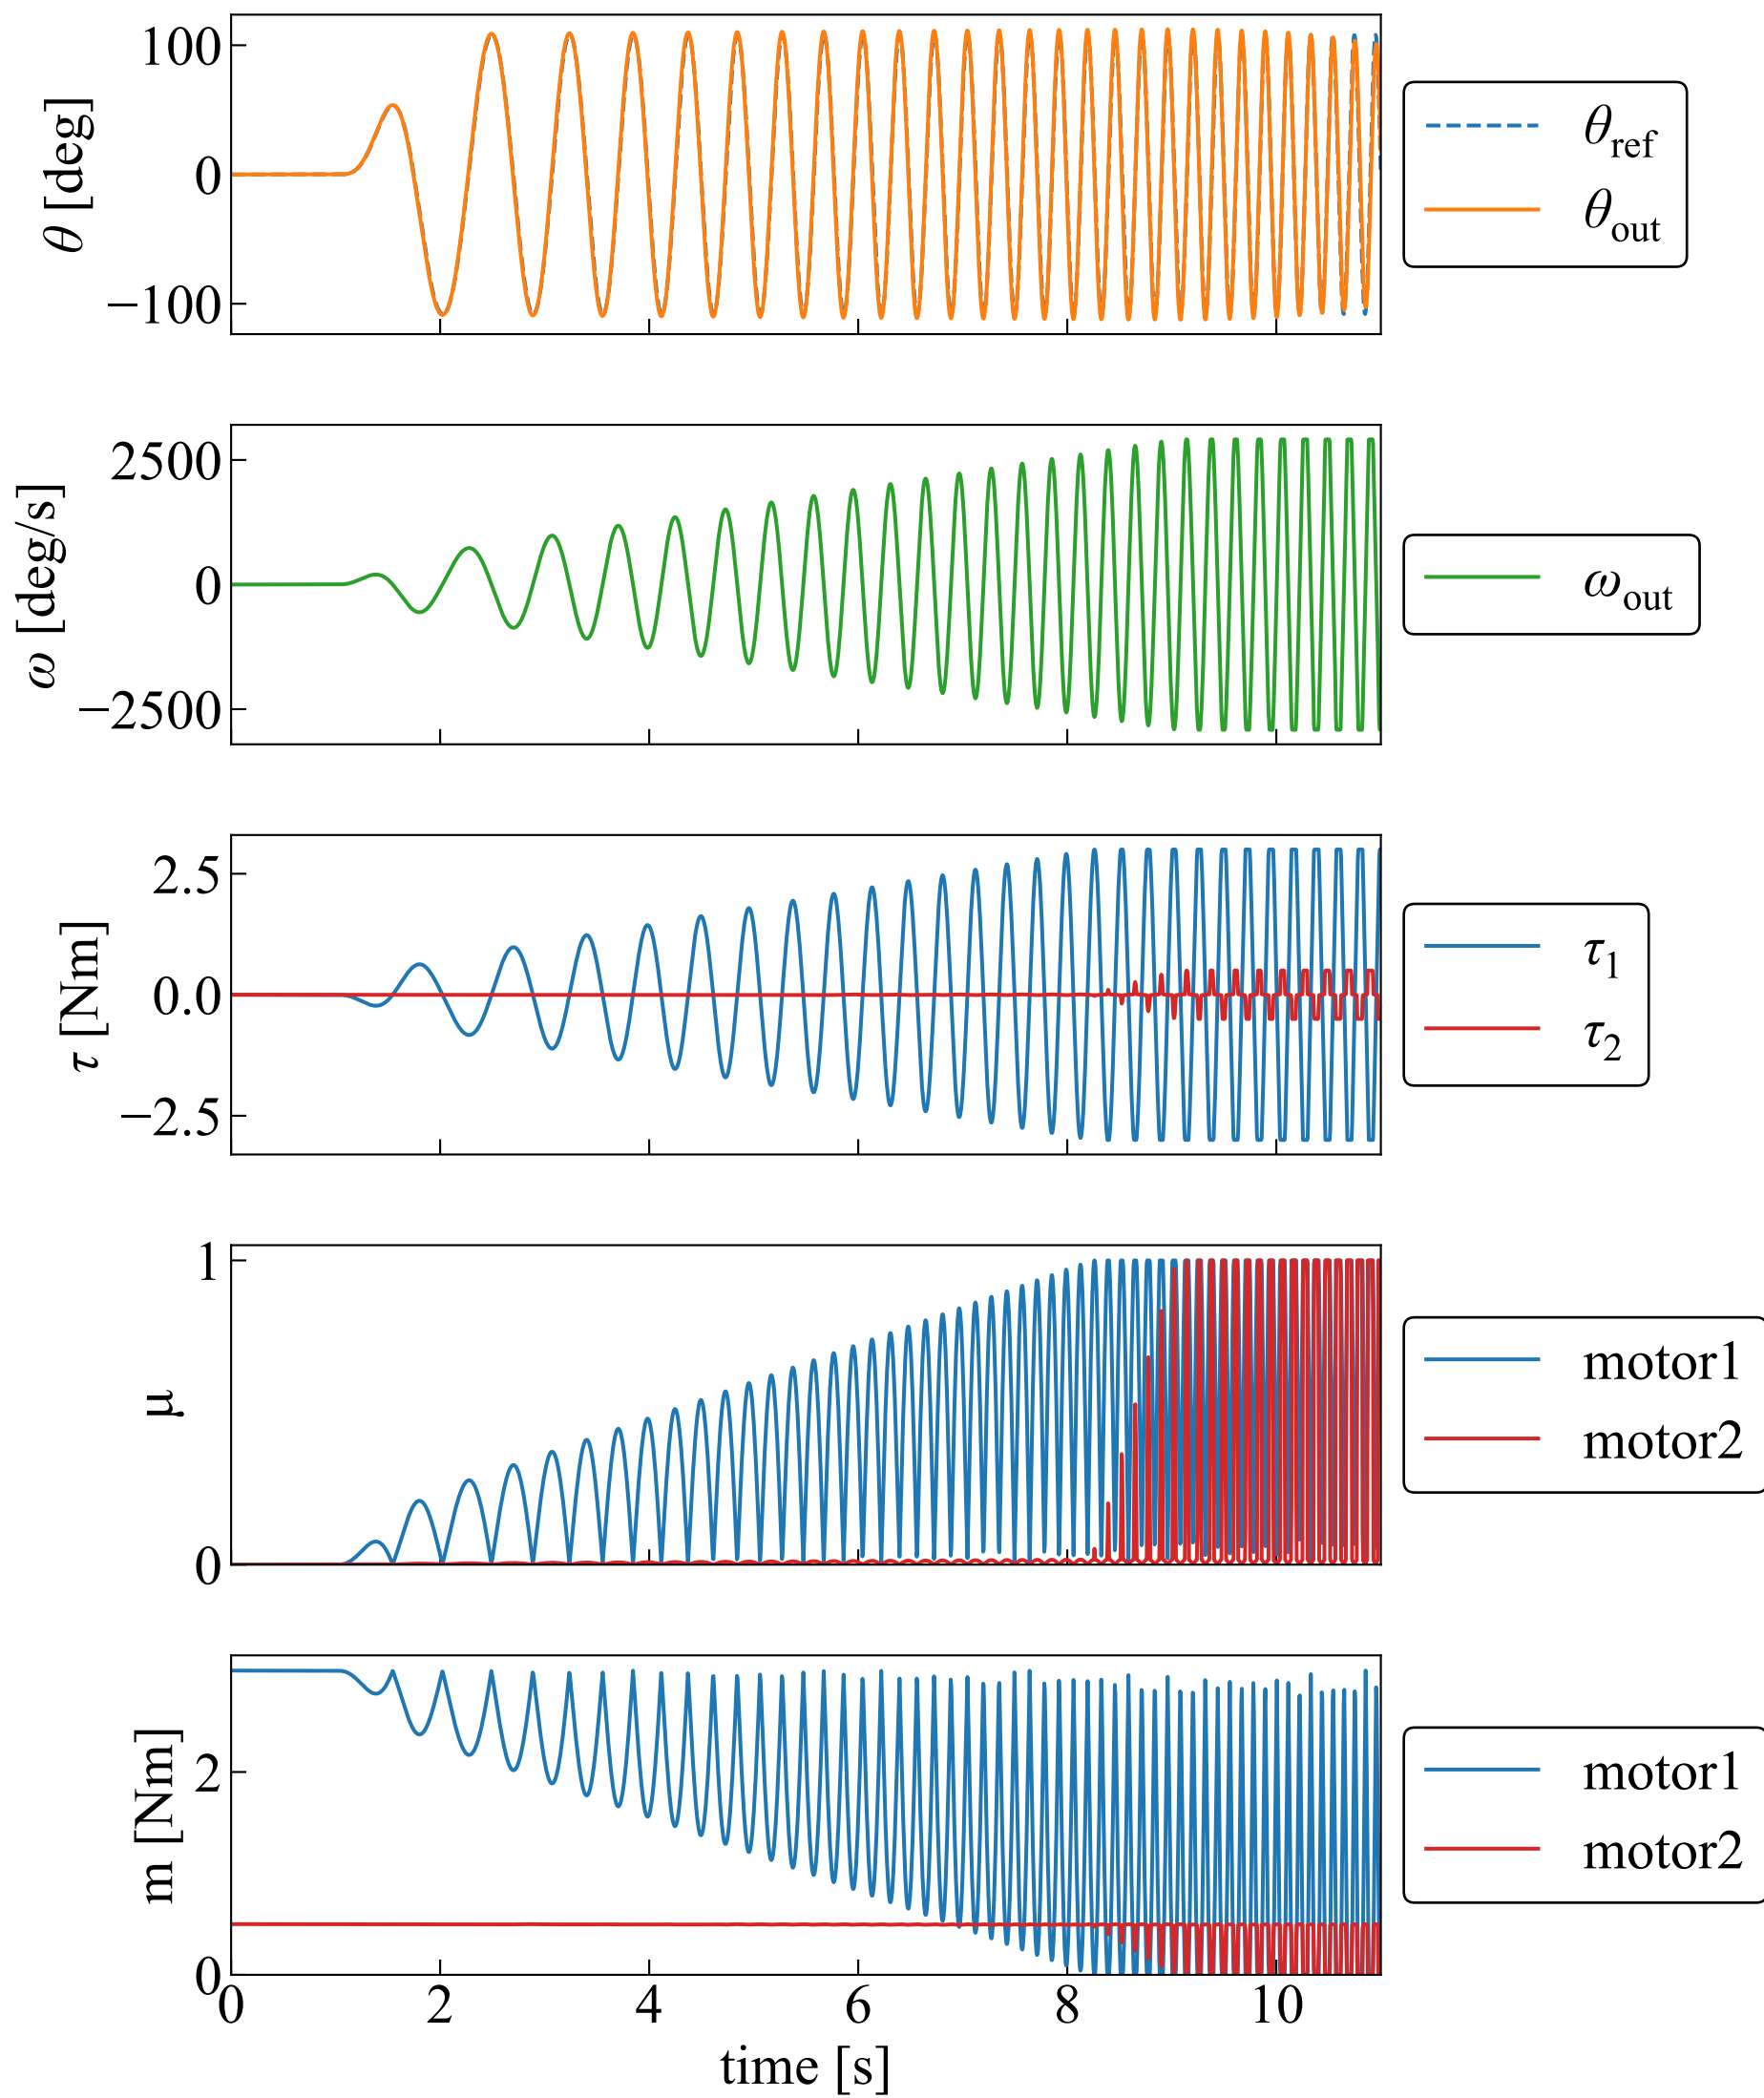 θ [deg]
100
0
−100
θref
θout
ω [deg/s]
2500
0
−2500
ωout
τ [Nm]
2.5
0.0
−2.5
τ1
τ2
μ
1
0
motor1
motor2
m [Nm]
2
0
motor1
motor2
0 2 4 6 8 10
time [s]